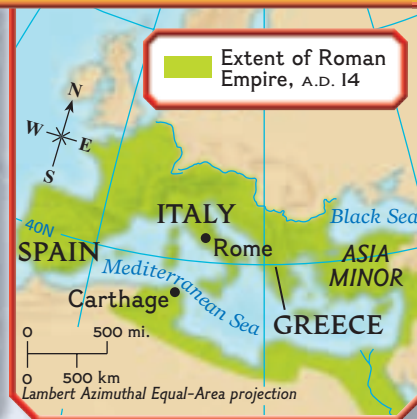 Extent of Roman
Empire, A.D. 14
N
W
E
S
40N
ITALY
Black Sea
Rome
SPAIN
ASIA
MINOR
Mediterranean Sea
Carthage
GREECE
0 500 mi.
0 500 km
Lambert Azimuthal Equal-Area projection